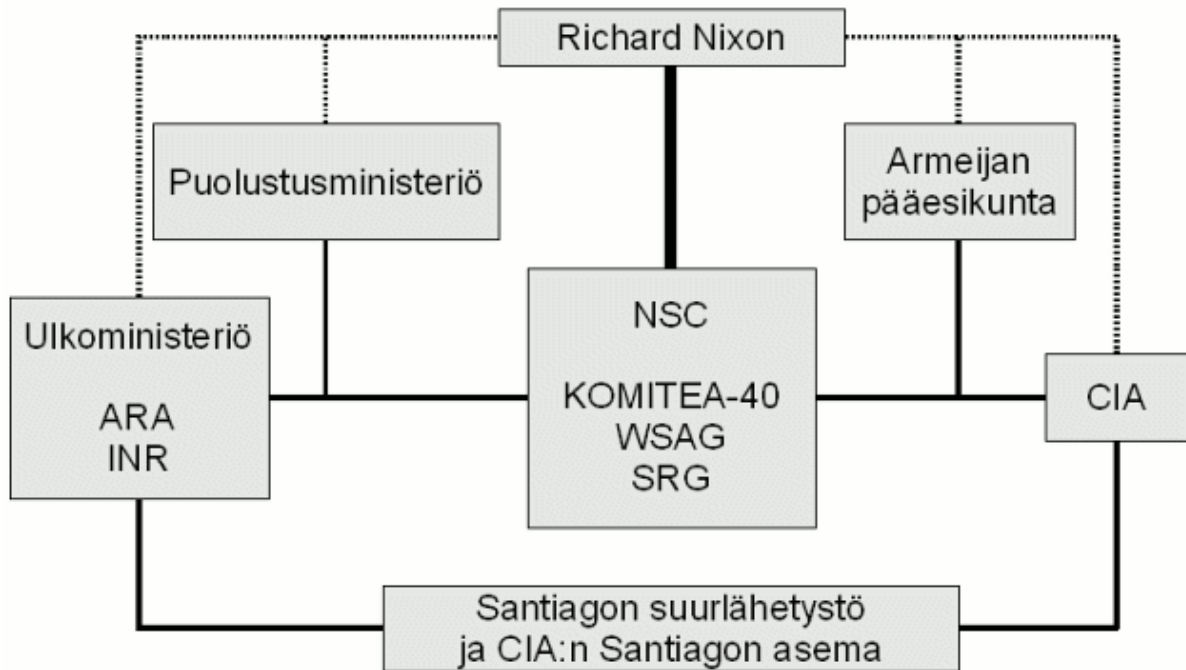 Richard Nixon
Puolustusministeriö
Armeijan
pääesikunta
Ulkoministeriö
ARA
INR
NSC
KOMITEA-40
WSAG
SRG
CIA
Santiagon suurlähetystö
ja CIA:n Santiagon asema